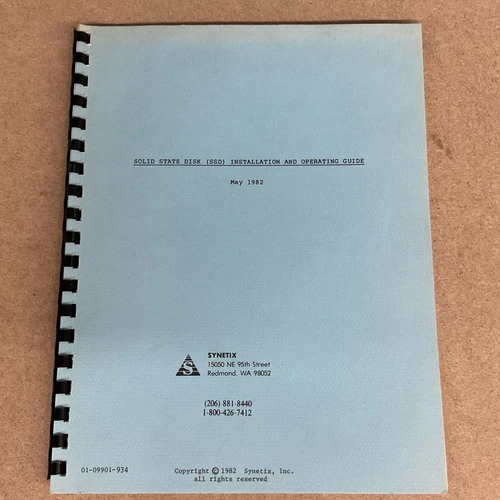 SOLID STATE DISK (SSD) INSTALLATION AND OPERATING GUIDE
May 1982
SYNETIX
15050 NE 95th Street
Redmond, WA 98052
(206) 881-8440
1-800-426-7412
01-09901-934
Copyright © 1982 Synetix, Inc.
all rights reserved